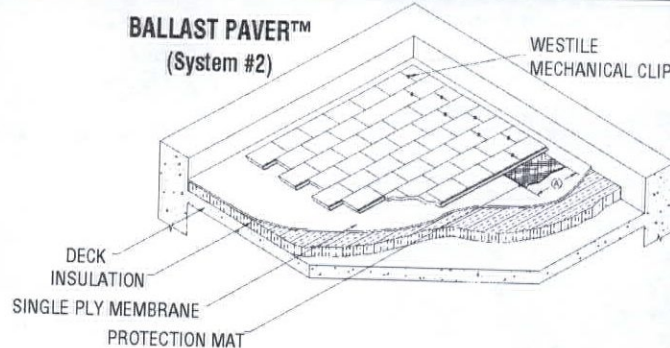 BALLAST PAVER™
(System #2)
WESTILE
MECHANICAL CLIP
A
DECK
INSULATION
SINGLE PLY MEMBRANE
PROTECTION MAT